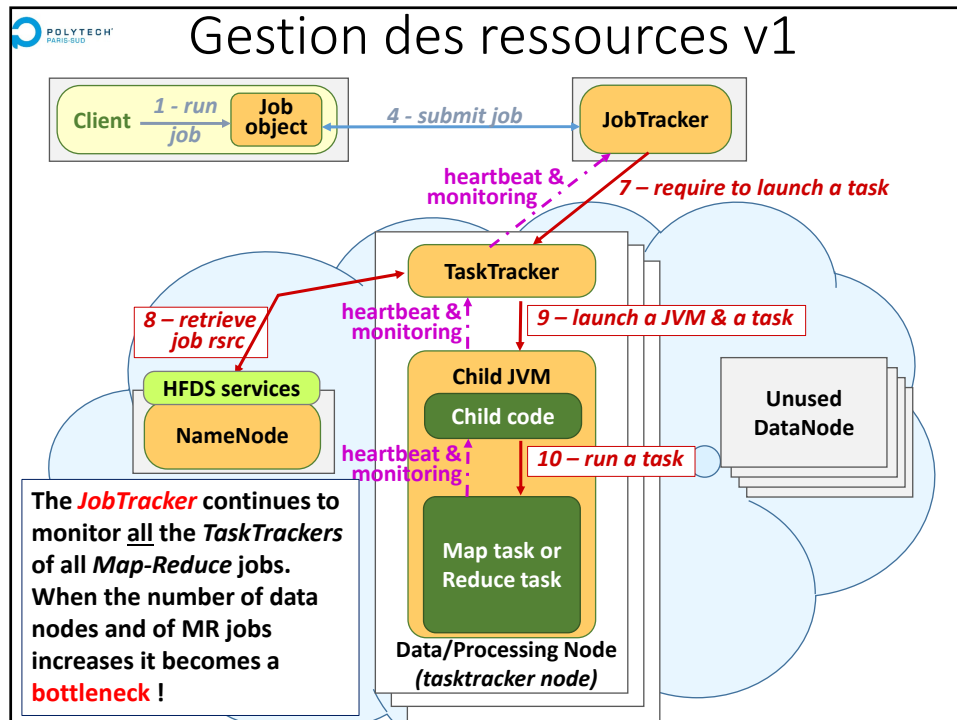 POLYTECH'
PARIS-SUD
Gestion des ressources v1
Client
1 - run
job
Job
object
4 - submit job
JobTracker
heartbeat &
monitoring
7 – require to launch a task
TaskTracker
8 – retrieve
job rsrc
heartbeat &
monitoring
9 – launch a JVM & a task
HFDS services
NameNode
Child JVM
Child code
Unused
DataNode
heartbeat &
monitoring
10 – run a task
Map task or
Reduce task
The JobTracker continues to
monitor all the TaskTrackers
of all Map-Reduce jobs.
When the number of data
nodes and of MR jobs
increases it becomes a
bottleneck !
Data/Processing Node
(tasktracker node)